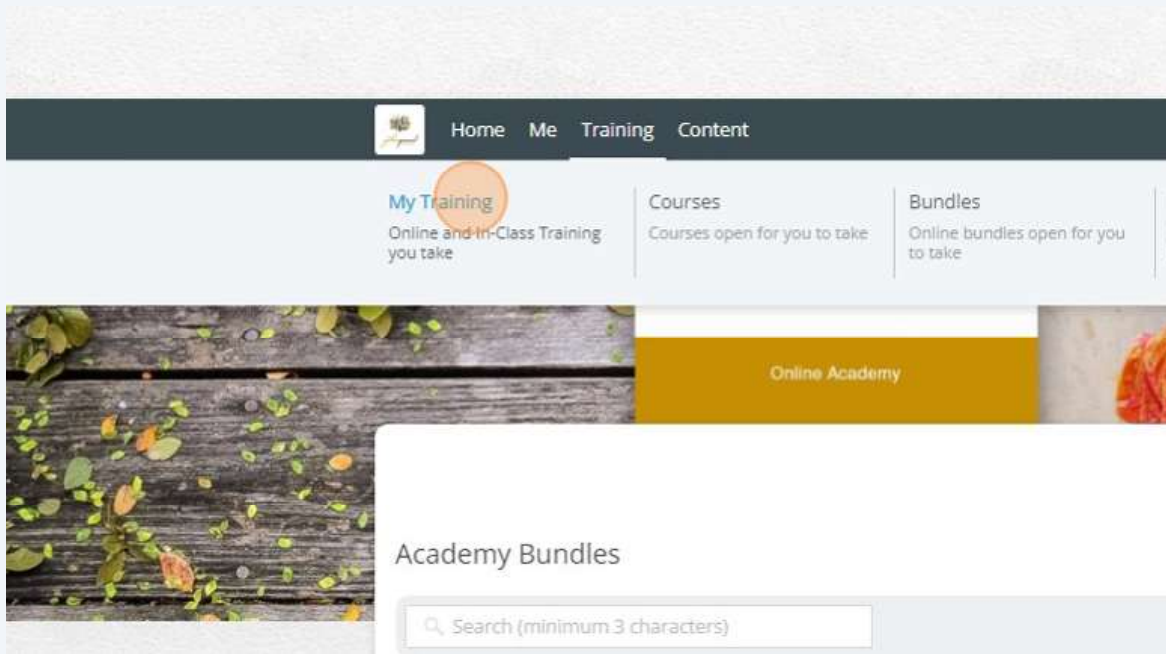 Home Me Training Content
My Training
Online and In-Class Training
you take
Courses
Courses open for you to take
Bundles
Online bundles open for you
to take
Online Academy
Academy Bundles
Search (minimum 3 characters)